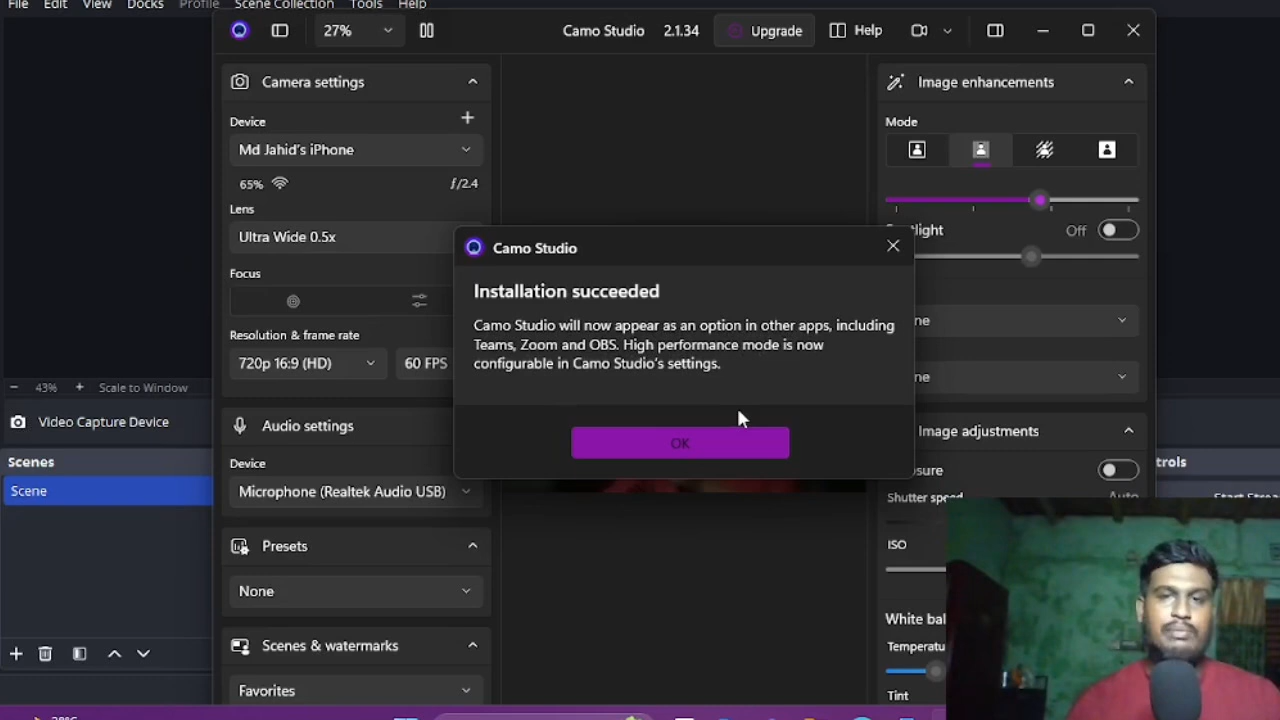 File Edit View Docks Profile Scene Collection Tools Help
27% Camo Studio 2.1.34 Upgrade Help
Camera settings
Device
Md Jahid's iPhone
65% f/2.4
Lens
Ultra Wide 0.5x
Focus
Resolution & frame rate
720p 16:9 (HD) 60 FPS
Audio settings
Device
Microphone (Realtek Audio USB)
Presets
None
Scenes & watermarks
Favorites
Camo Studio
Installation succeeded
Camo Studio will now appear as an option in other apps, including
Teams, Zoom and OBS. High performance mode is now
configurable in Camo Studio's settings.
OK
Image enhancements
Mode
Off
Image adjustments
Shutter speed Auto
ISO
White bal
Temperatu
Tint
43% Scale to Window
Video Capture Device
Scenes
Scene